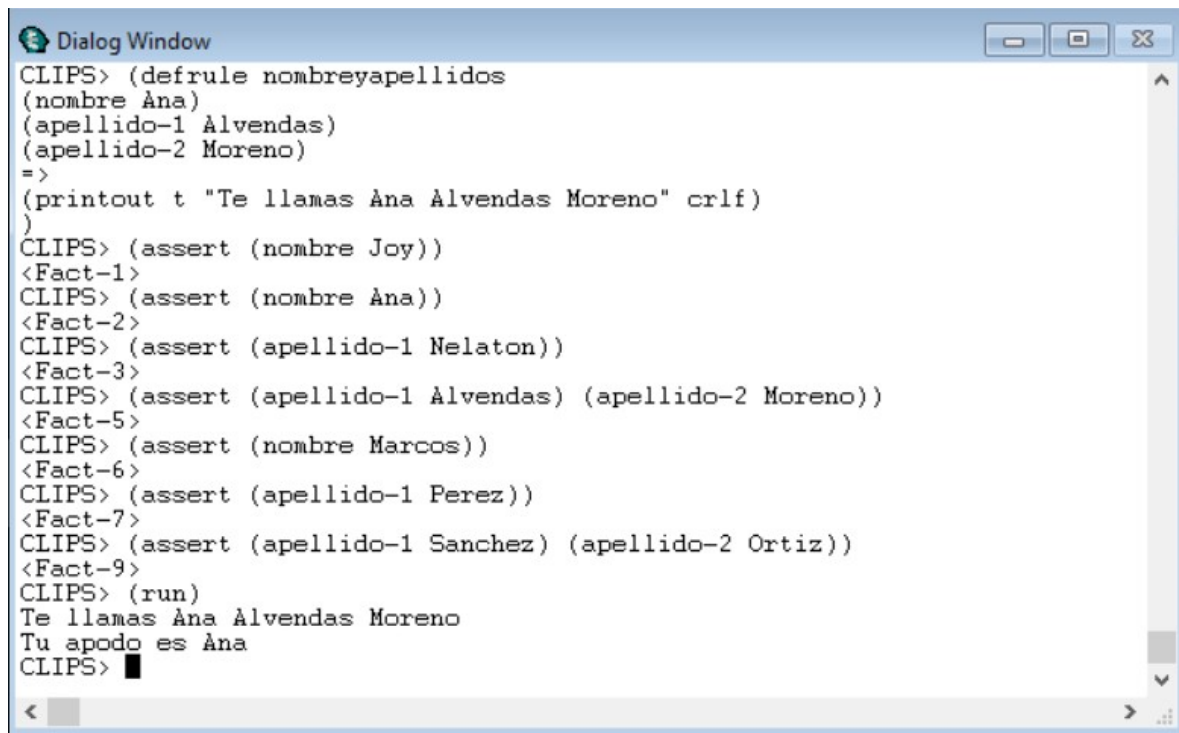 Dialog Window
CLIPS> (defrule nombreyapellidos
(nombre Ana)
(apellido-1 Alvendas)
(apellido-2 Moreno)
=>
(printout t "Te llamas Ana Alvendas Moreno" crlf)
)
CLIPS> (assert (nombre Joy))
<Fact-1>
CLIPS> (assert (nombre Ana))
<Fact-2>
CLIPS> (assert (apellido-1 Nelaton))
<Fact-3>
CLIPS> (assert (apellido-1 Alvendas) (apellido-2 Moreno))
<Fact-5>
CLIPS> (assert (nombre Marcos))
<Fact-6>
CLIPS> (assert (apellido-1 Perez))
<Fact-7>
CLIPS> (assert (apellido-1 Sanchez) (apellido-2 Ortiz))
<Fact-9>
CLIPS> (run)
Te llamas Ana Alvendas Moreno
Tu apodo es Ana
CLIPS>